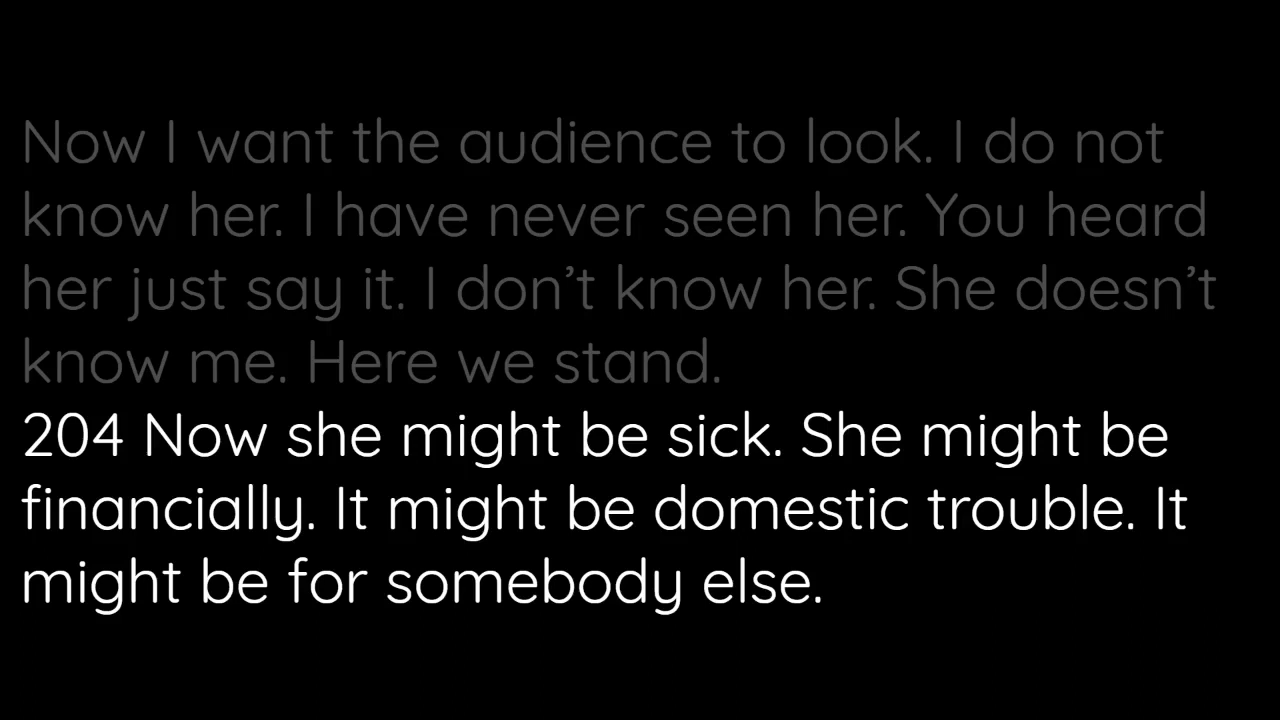 Now I want the audience to look. I do not
know her. I have never seen her. You heard
her just say it. I don’t know her. She doesn’t
know me. Here we stand.
204 Now she might be sick. She might be
financially. It might be domestic trouble. It
might be for somebody else.